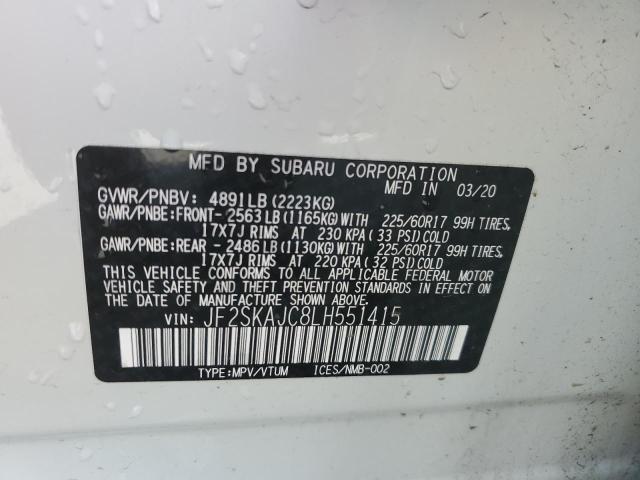 MFD BY SUBARU CORPORATION
GVWR/PNBV: 4891LB(2223KG) MFD IN 03/20
GAWR/PNBE:FRONT-2563LB(1165KG)WITH 225/60R17 99H TIRES,
17X7J RIMS AT 230 KPA(33 PSI)COLD
GAWR/PNBE:REAR -2486LB(1130KG)WITH 225/60R17 99H TIRES,
17X7J RIMS AT 220 KPA(32 PSI)COLD
THIS VEHICLE CONFORMS TO ALL APPLICABLE FEDERAL MOTOR
VEHICLE SAFETY AND THEFT PREVENTION STANDARDS IN
EFFECT ON THE DATE OF MANUFACTURE SHOWN ABOVE.
VIN: JF2SKAJC8LH551415
TYPE:MPV/VTUM ICES/NMB-002